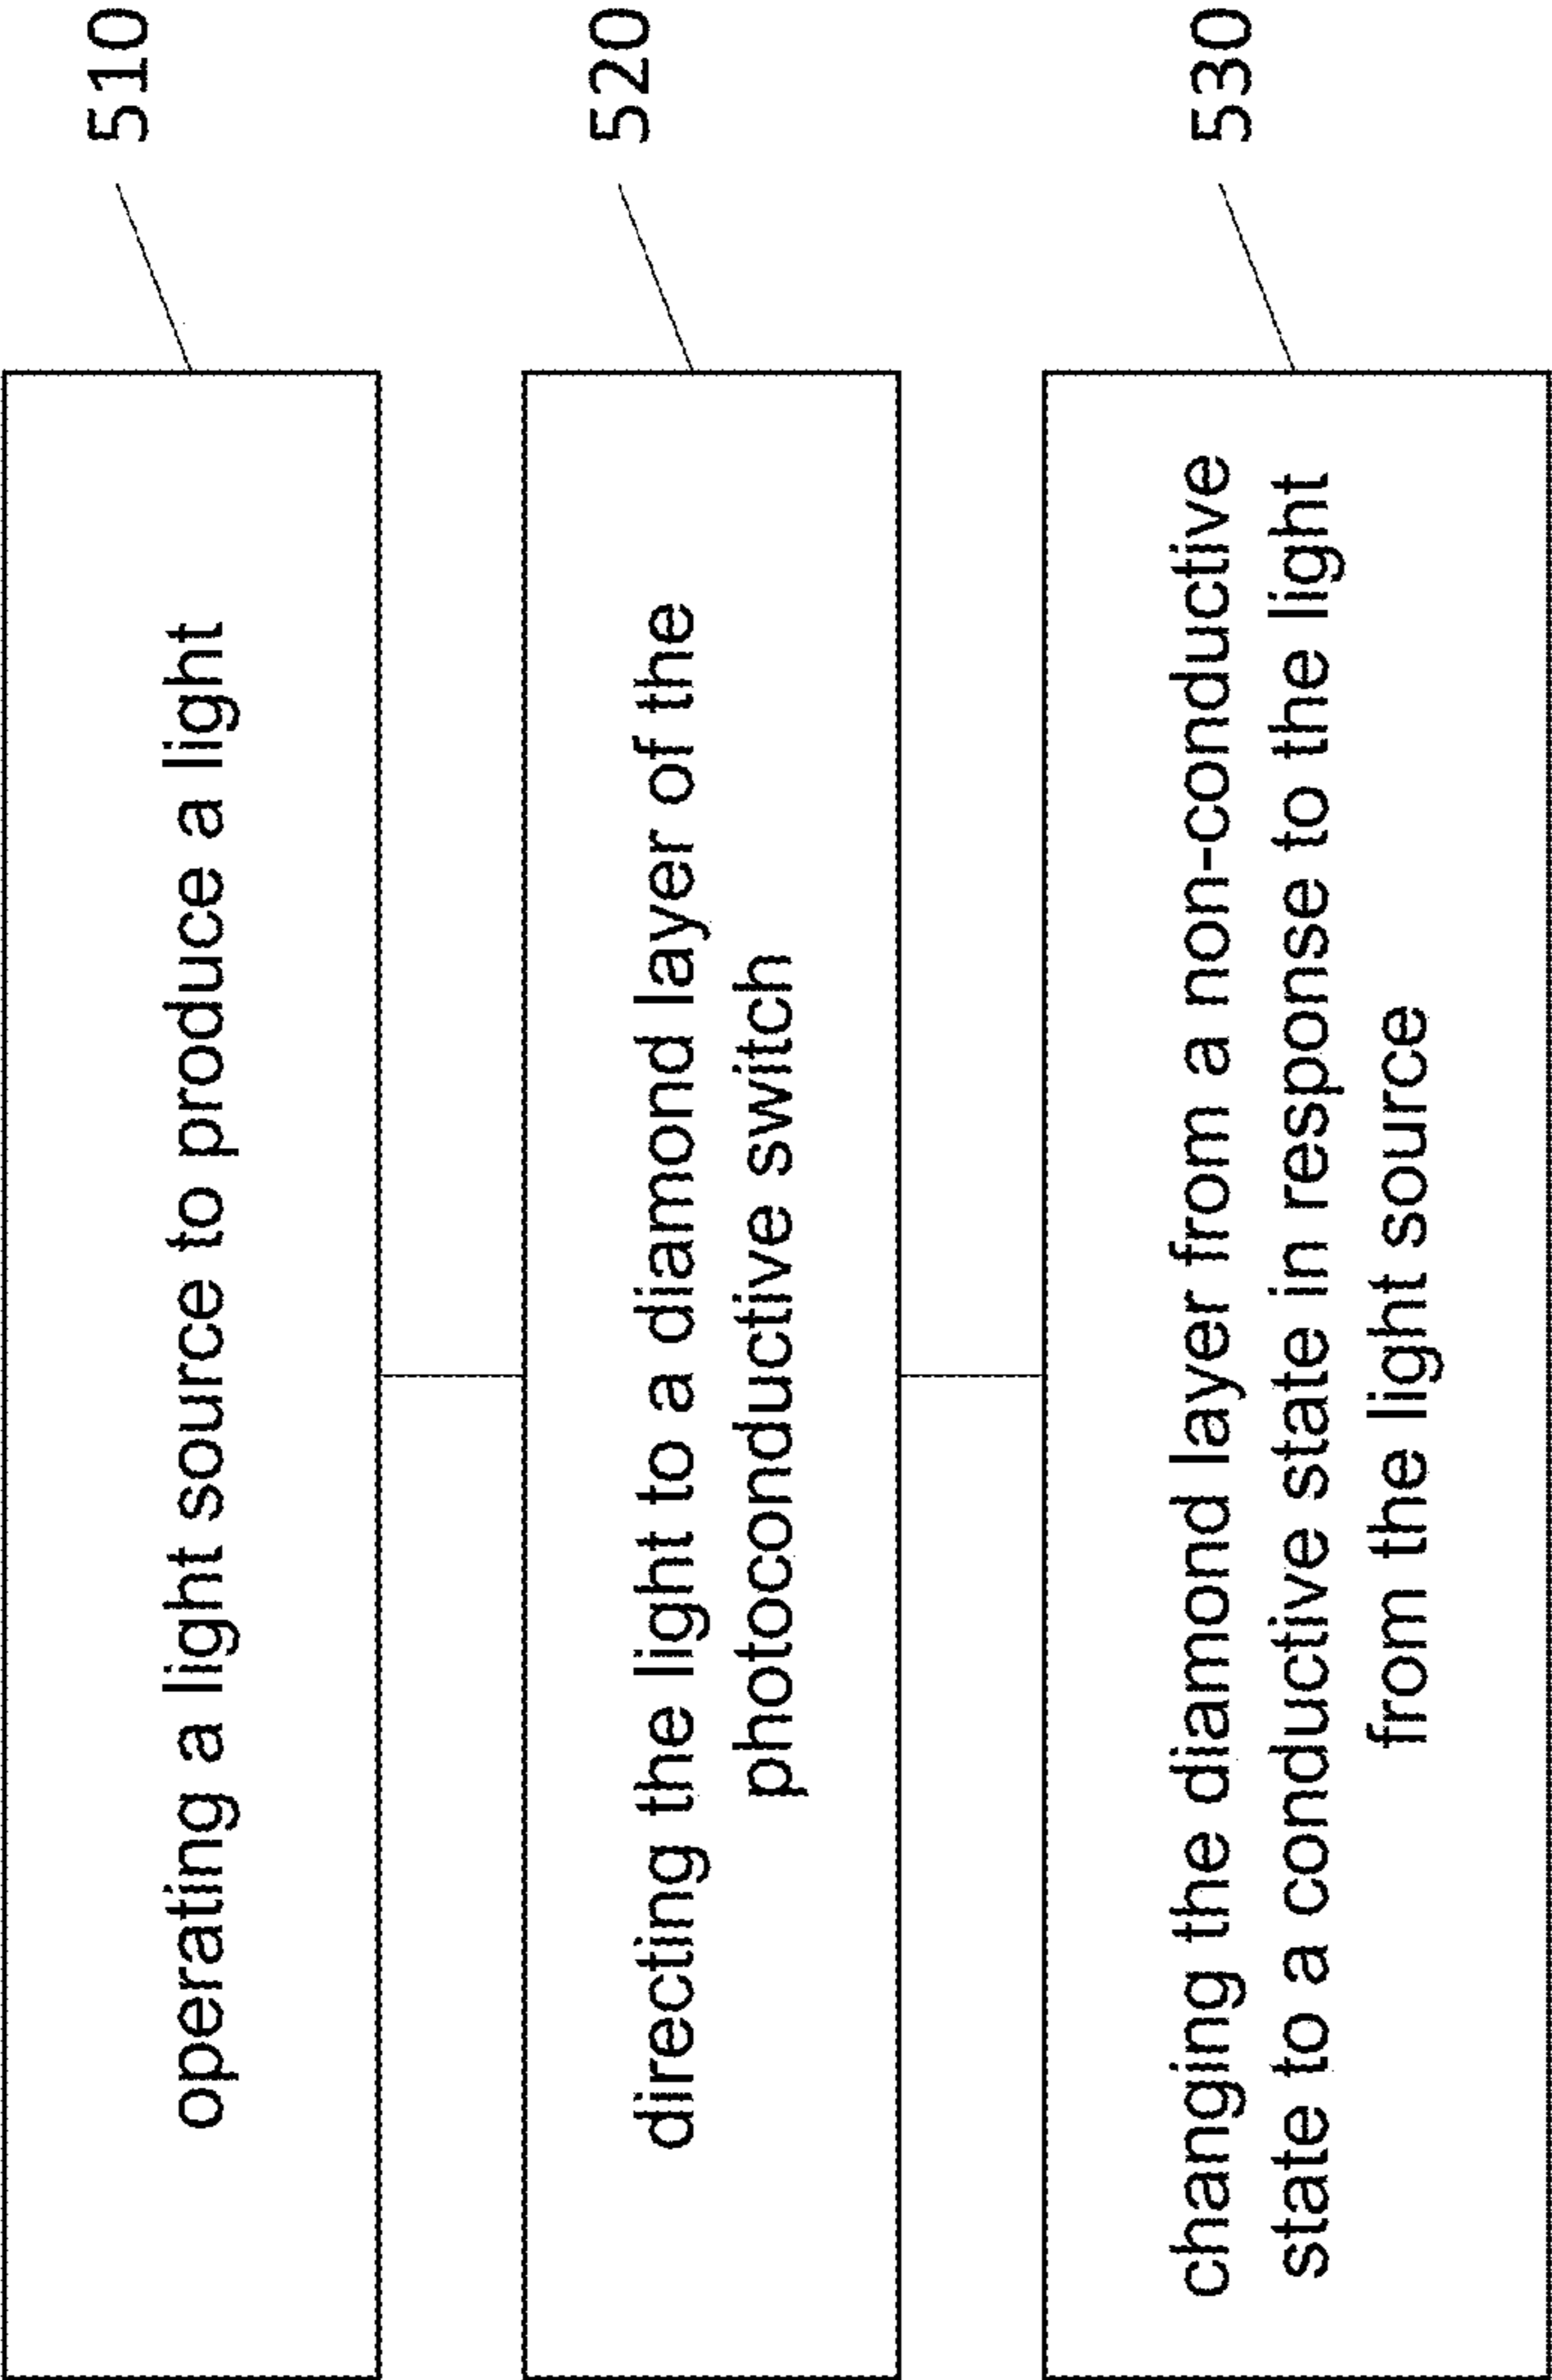 operating a light source to produce a light
510
directing the light to a diamond layer of the
photoconductive switch
520
changing the diamond layer from a non-conductive
state to a conductive state in response to the light
from the light source
530